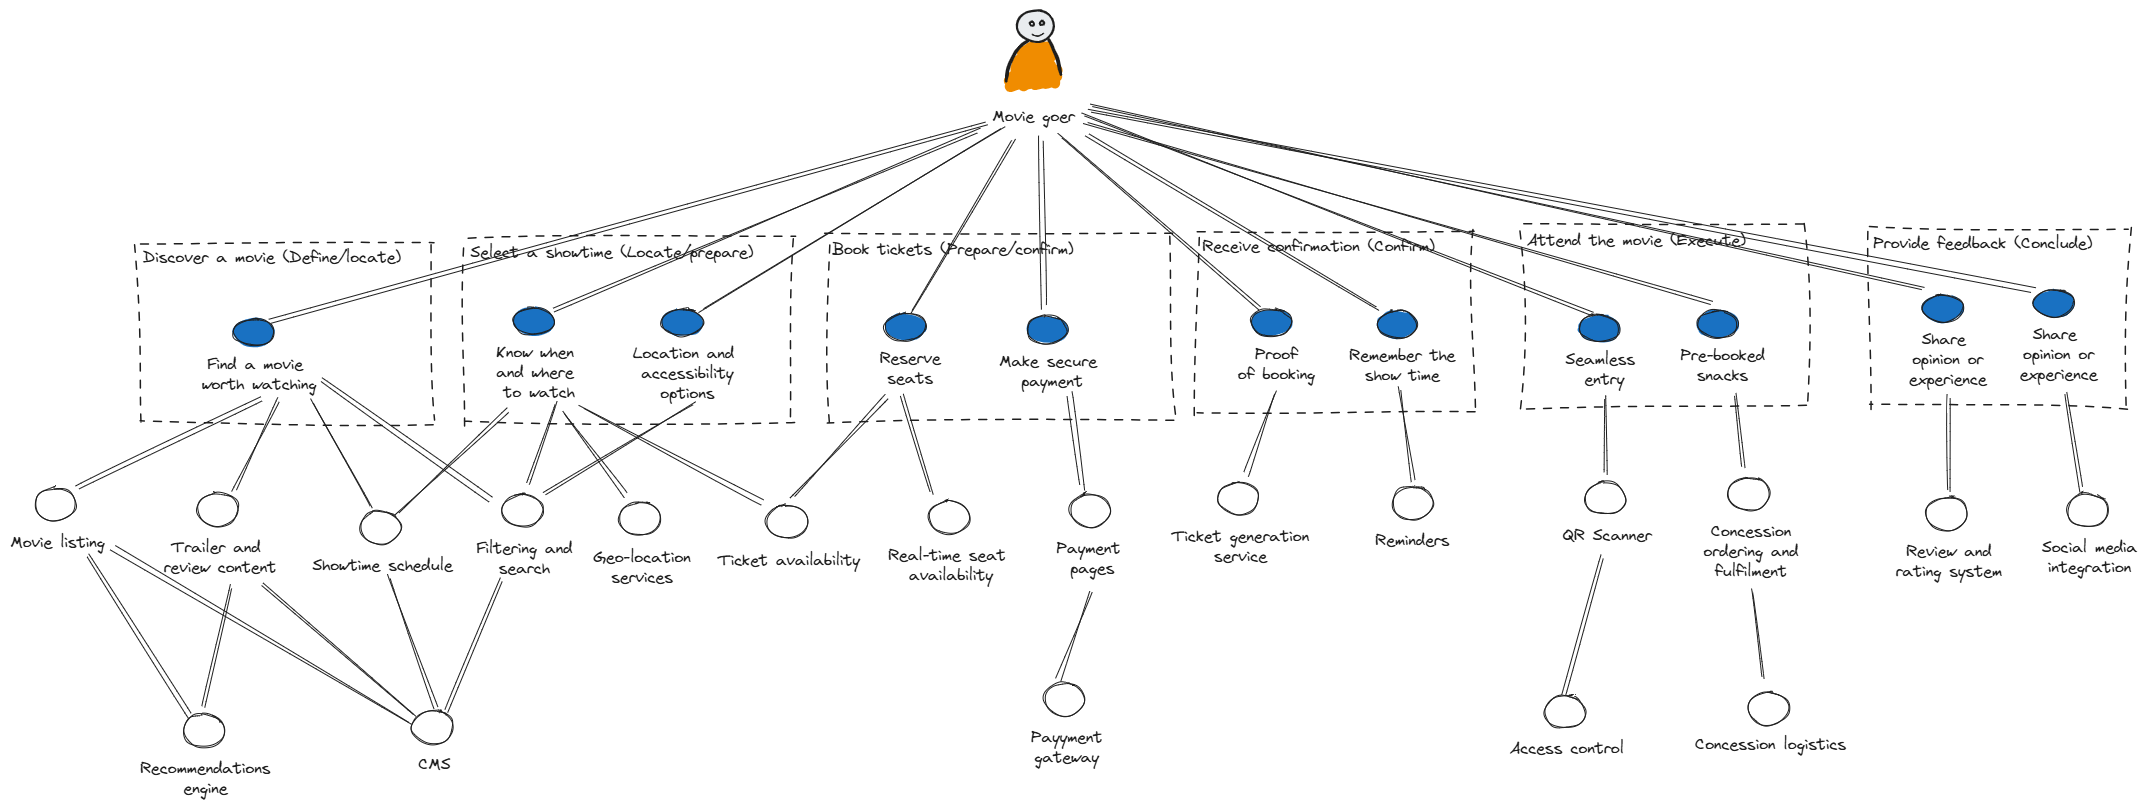 Movie goer
Discover a movie (Define/locate)
Select a showtime (Locate/prepare)
Book tickets (Prepare/confirm)
Receive confirmation (Confirm)
Attend the movie (Execute)
Provide feedback (Conclude)
Find a movie
worth watching
Know when
and where
to watch
Location and
accessibility
options
Reserve
seats
Make secure
payment
Proof
of booking
Remember the
show time
Seamless
entry
Pre-booked
snacks
Share
opinion or
experience
Share
opinion or
experience
Movie listing
Trailer and
review content
Showtime schedule
Filtering and
search
Geo-location
services
Ticket availability
Real-time seat
availability
Payment
pages
Ticket generation
service
Reminders
QR Scanner
Concession
ordering and
fulfilment
Review and
rating system
Social media
integration
Recommendations
engine
CMS
Payyment
gateway
Access control
Concession logistics